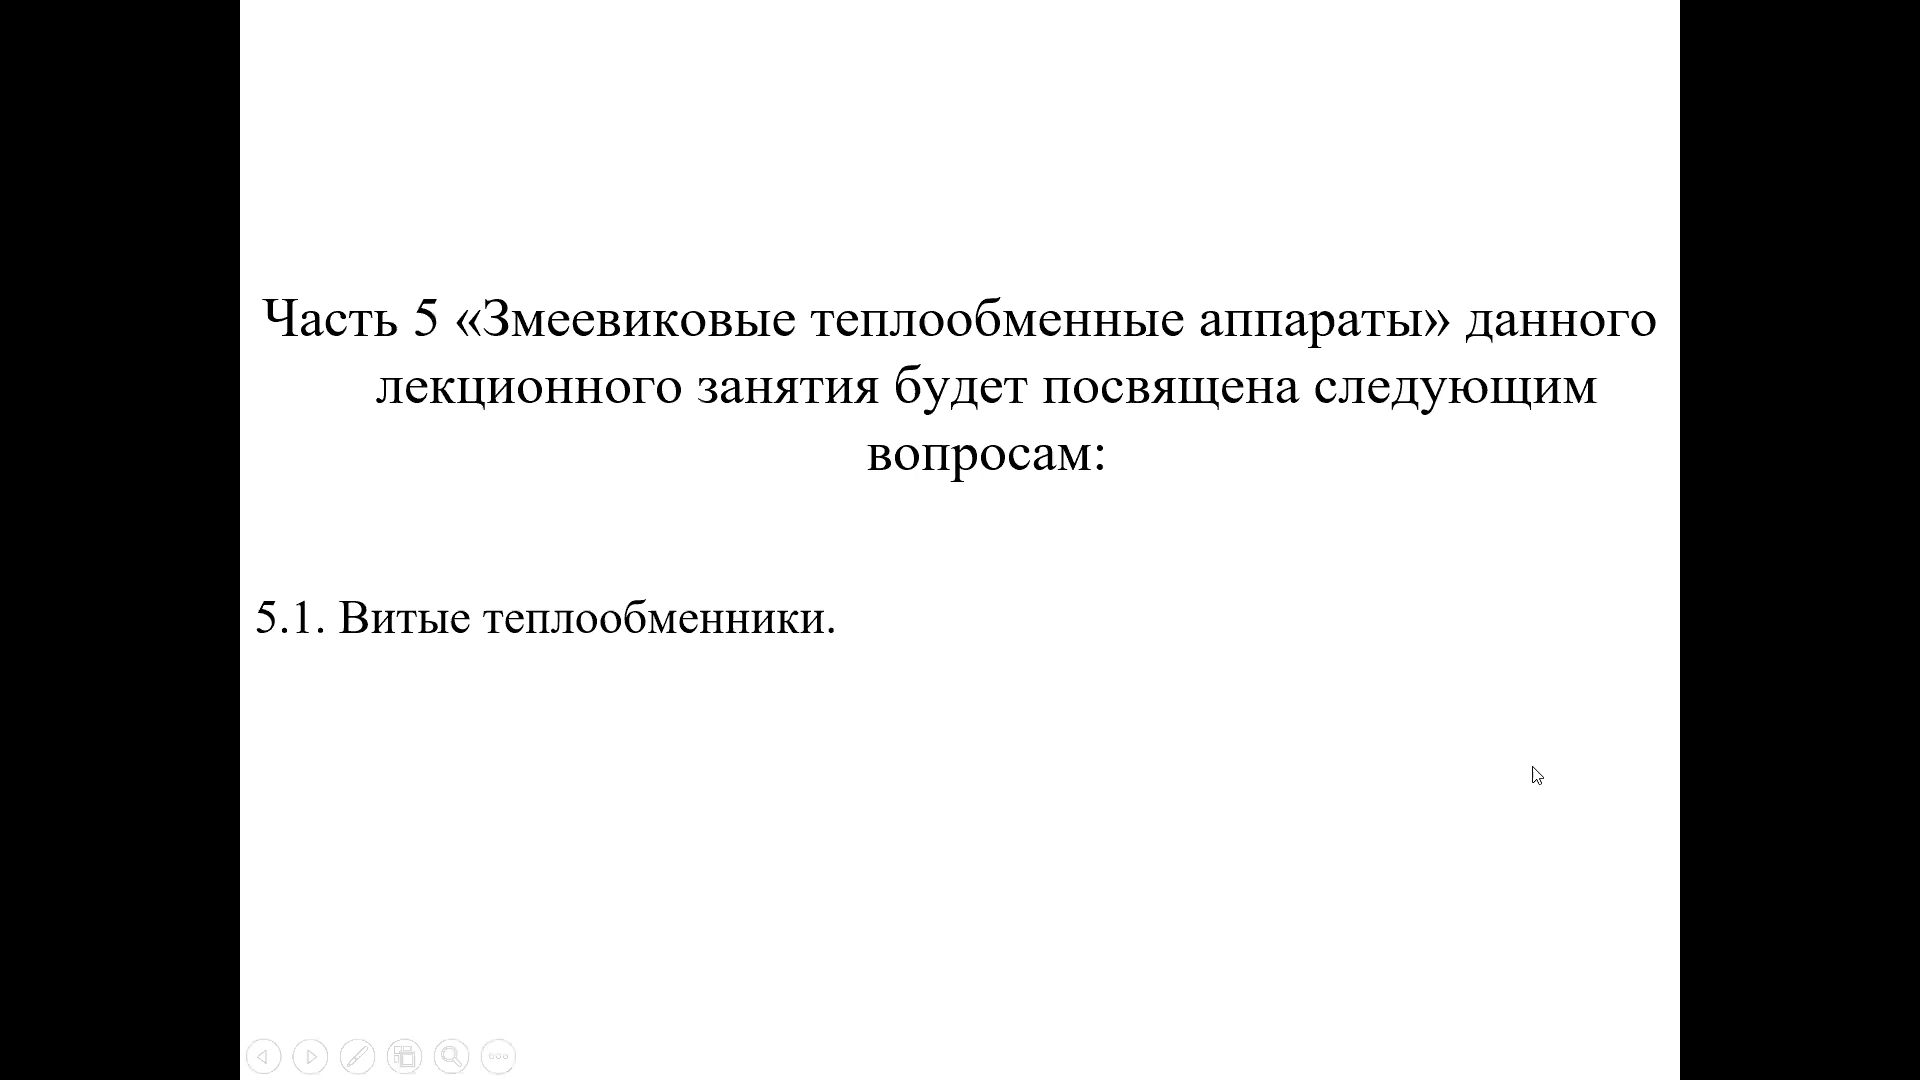 Часть 5 «Змеевиковые теплообменные аппараты» данного
лекционного занятия будет посвящена следующим
вопросам:
5.1. Витые теплообменники.